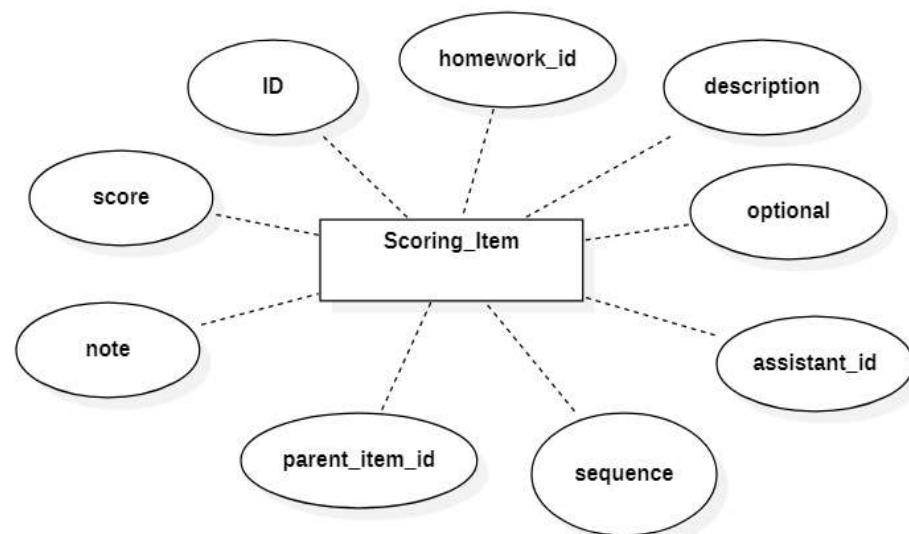 homework_id
ID
description
score
optional
Scoring_Item
note
assistant_id
parent_item_id
sequence